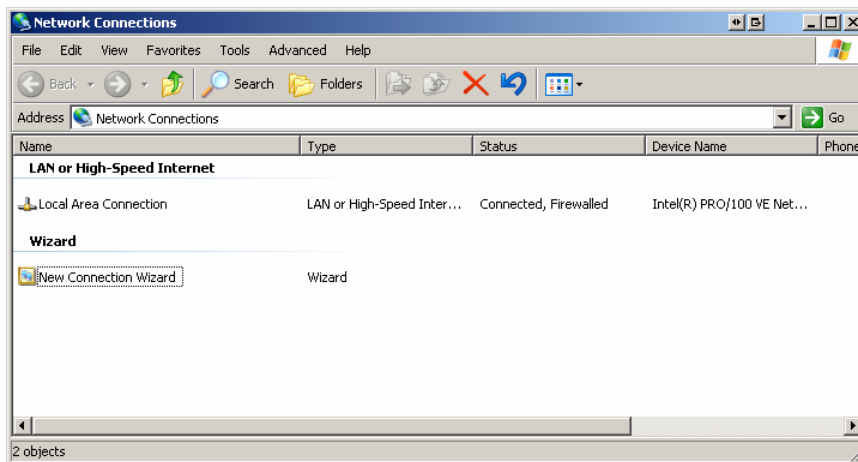 Network Connections
File Edit View Favorites Tools Advanced Help
Back Search Folders
Address Network Connections Go
Name Type Status Device Name Phone
LAN or High-Speed Internet
Local Area Connection LAN or High-Speed Inter... Connected, Firewalled Intel(R) PRO/100 VE Net...
Wizard
New Connection Wizard Wizard
2 objects